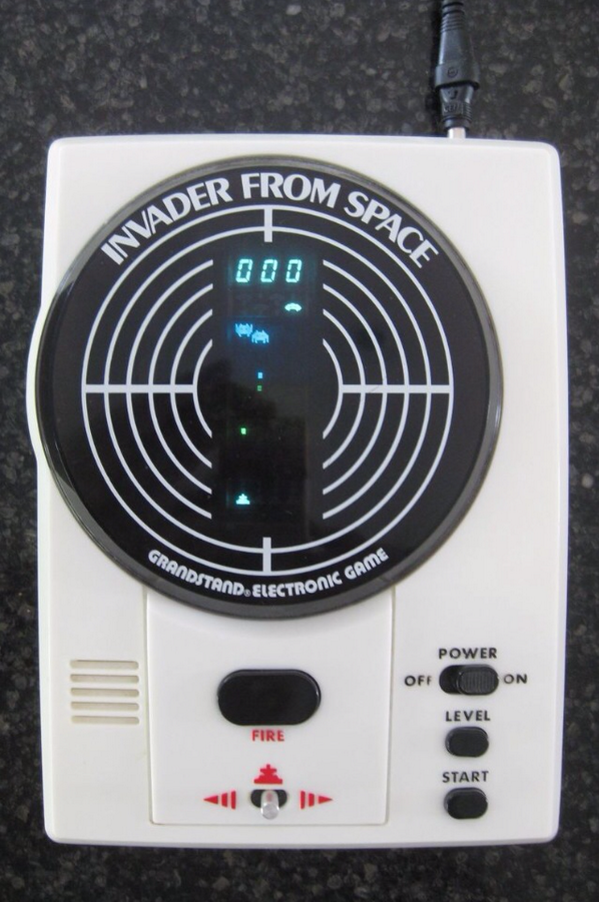 INVADER FROM SPACE
000
GRANDSTAND® ELECTRONIC GAME
POWER
OFF ON
LEVEL
FIRE
START